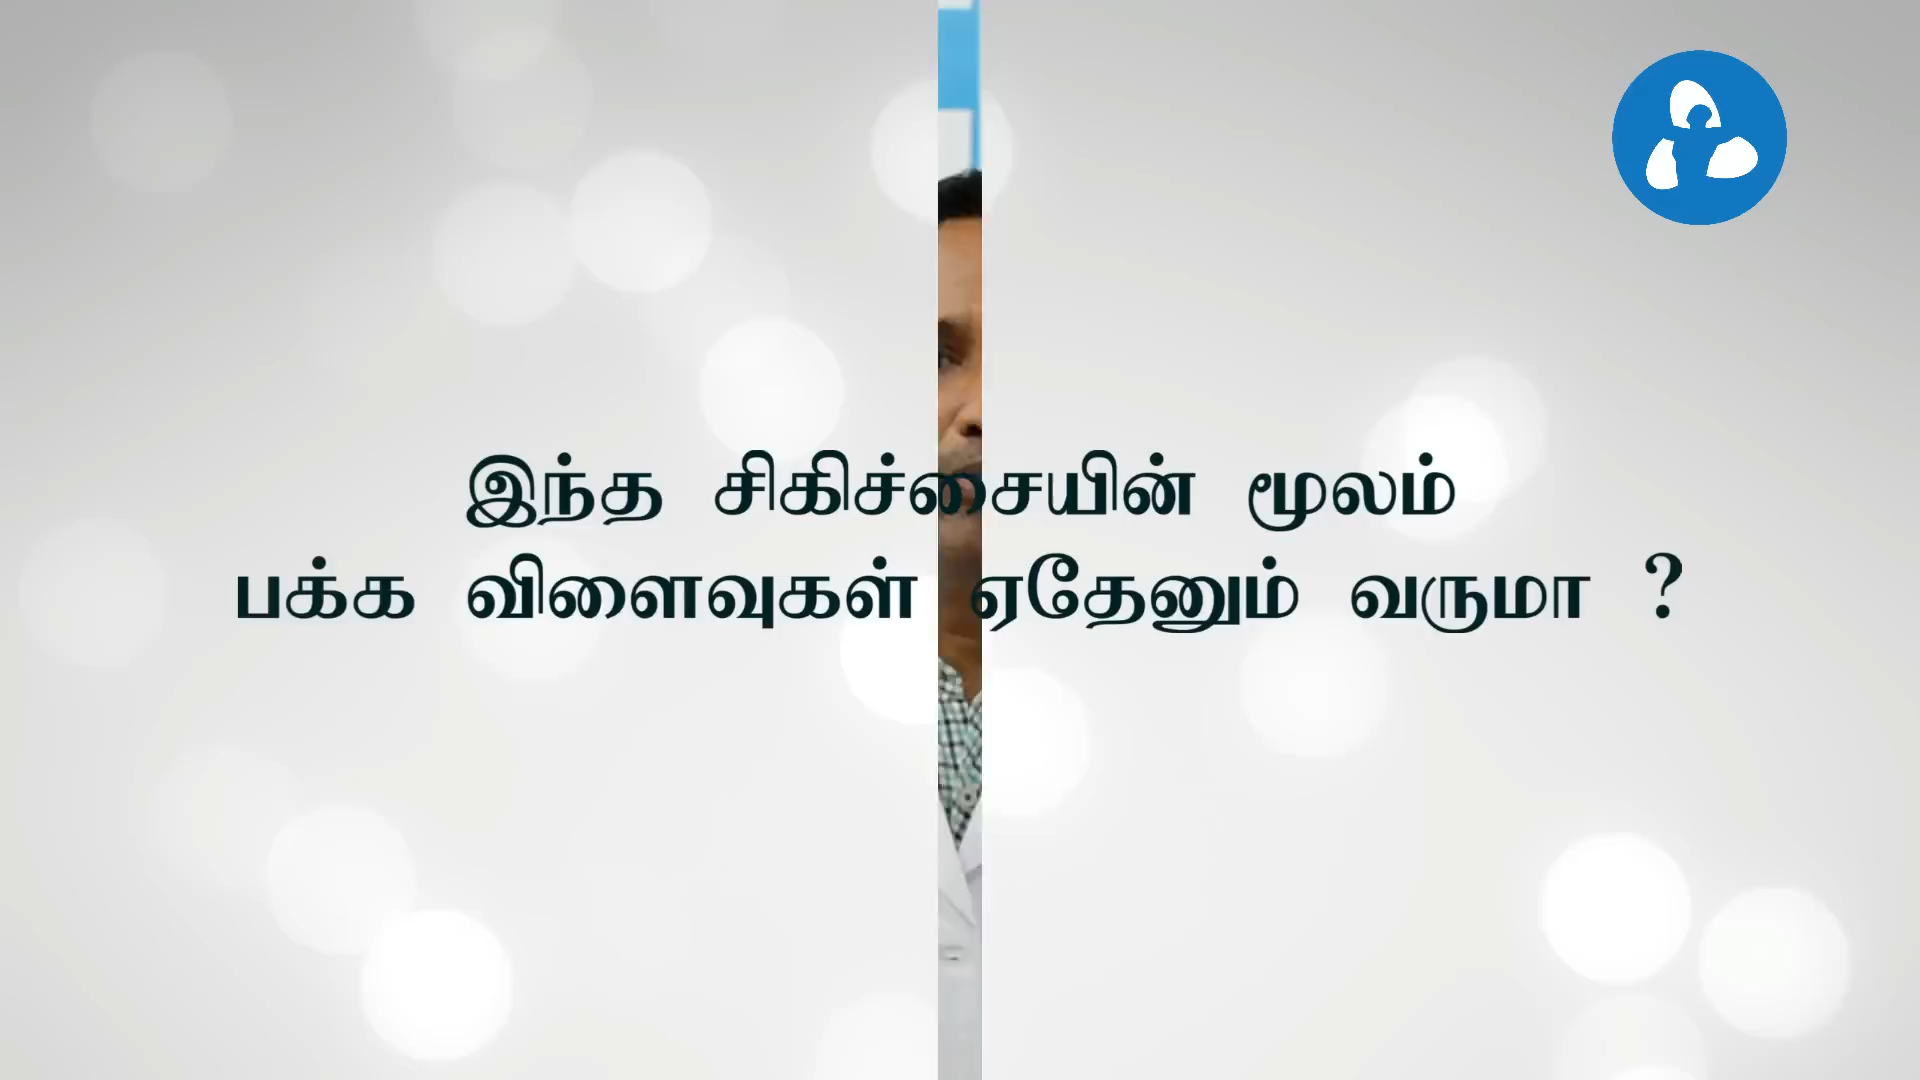 இந்த சிகிச்சையின் மூலம்
பக்க விளைவுகள் ஏதேனும் வருமா ?